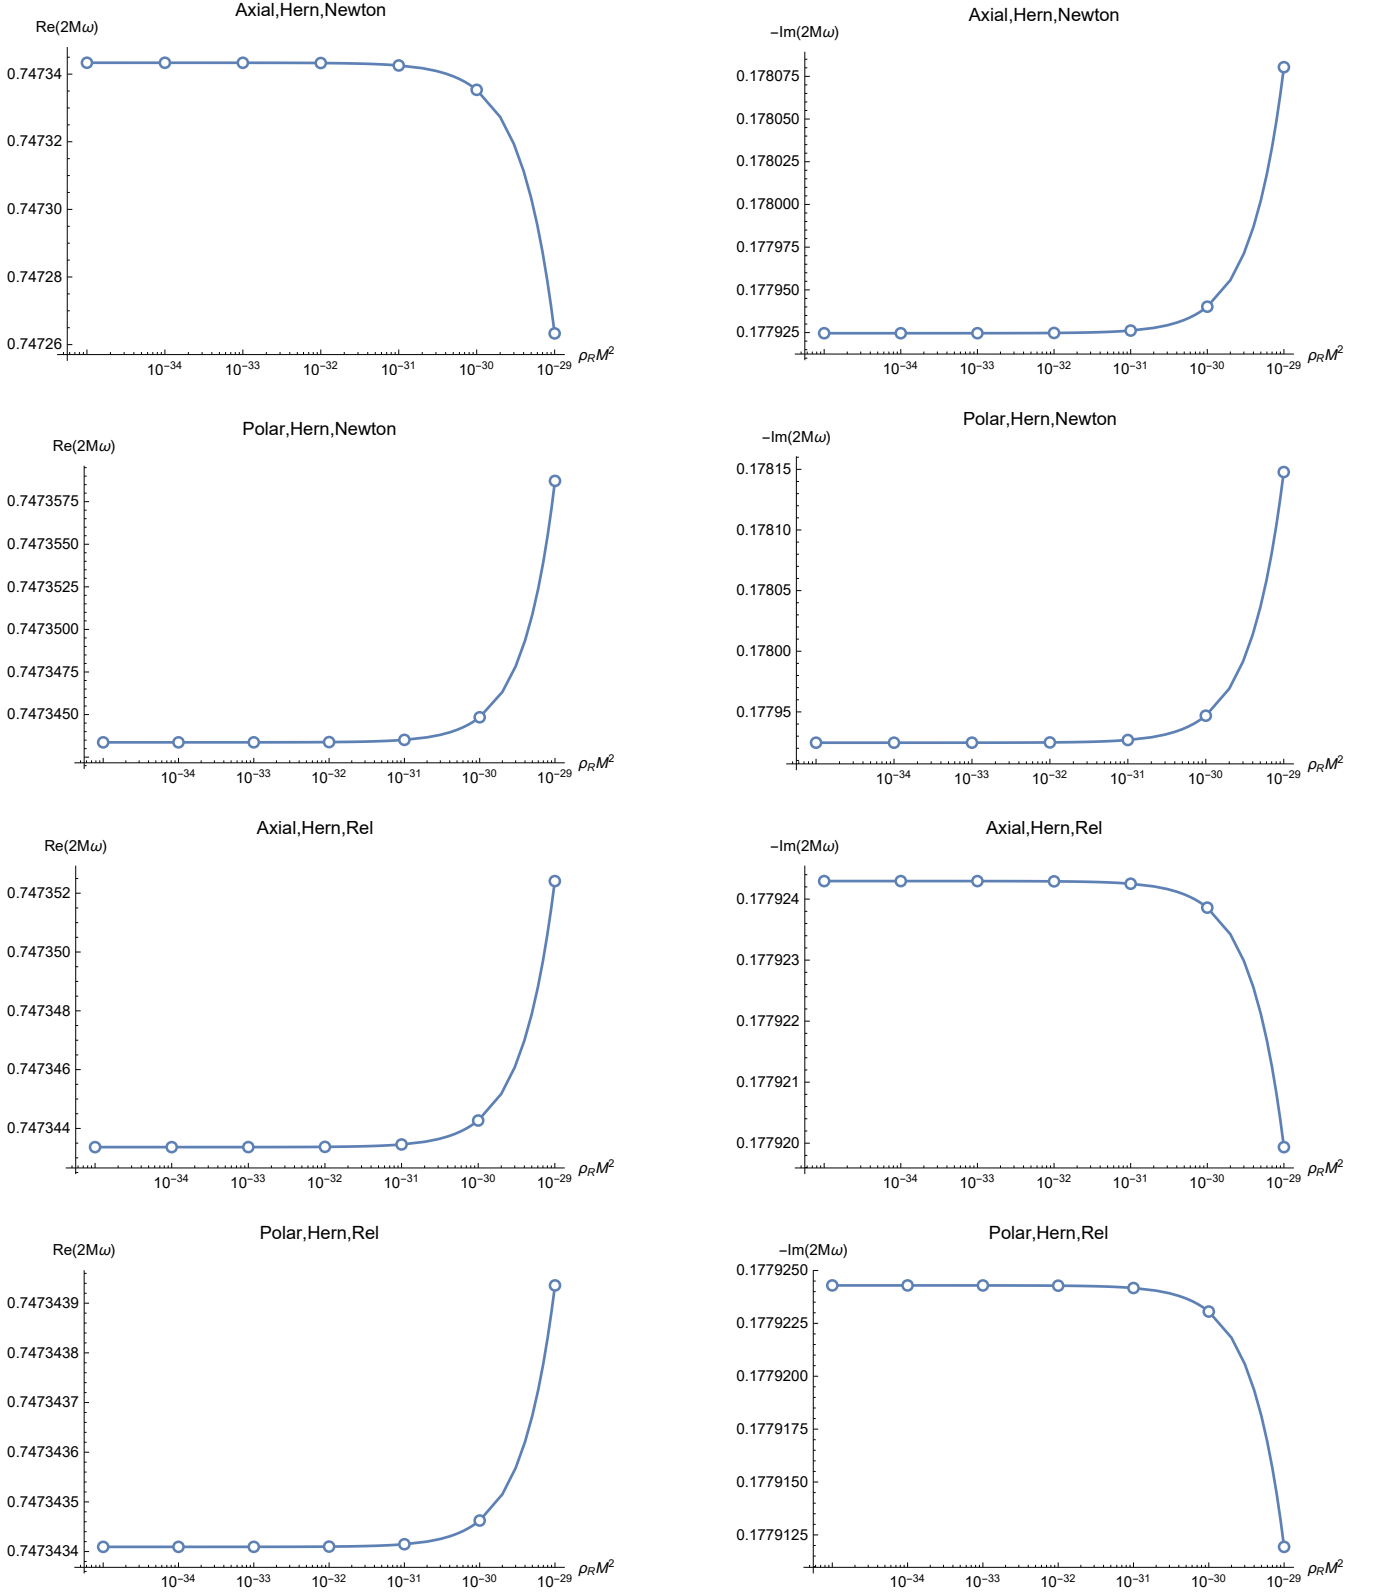 Axial,Hern,Newton
Re(2Mω)
0.74734
0.74732
0.74730
0.74728
0.74726
10^−34 10^−33 10^−32 10^−31 10^−30 10^−29
ρ_R M^2
Axial,Hern,Newton
−Im(2Mω)
0.178075
0.178050
0.178025
0.178000
0.177975
0.177950
0.177925
10^−34 10^−33 10^−32 10^−31 10^−30 10^−29
ρ_R M^2
Polar,Hern,Newton
Re(2Mω)
0.7473575
0.7473550
0.7473525
0.7473500
0.7473475
0.7473450
10^−34 10^−33 10^−32 10^−31 10^−30 10^−29
ρ_R M^2
Polar,Hern,Newton
−Im(2Mω)
0.17815
0.17810
0.17805
0.17800
0.17795
10^−34 10^−33 10^−32 10^−31 10^−30 10^−29
ρ_R M^2
Axial,Hern,Rel
Re(2Mω)
0.747352
0.747350
0.747348
0.747346
0.747344
10^−34 10^−33 10^−32 10^−31 10^−30 10^−29
ρ_R M^2
Axial,Hern,Rel
−Im(2Mω)
0.177924
0.177923
0.177922
0.177921
0.177920
10^−34 10^−33 10^−32 10^−31 10^−30 10^−29
ρ_R M^2
Polar,Hern,Rel
Re(2Mω)
0.7473439
0.7473438
0.7473437
0.7473436
0.7473435
0.7473434
10^−34 10^−33 10^−32 10^−31 10^−30 10^−29
ρ_R M^2
Polar,Hern,Rel
−Im(2Mω)
0.1779250
0.1779225
0.1779200
0.1779175
0.1779150
0.1779125
10^−34 10^−33 10^−32 10^−31 10^−30 10^−29
ρ_R M^2